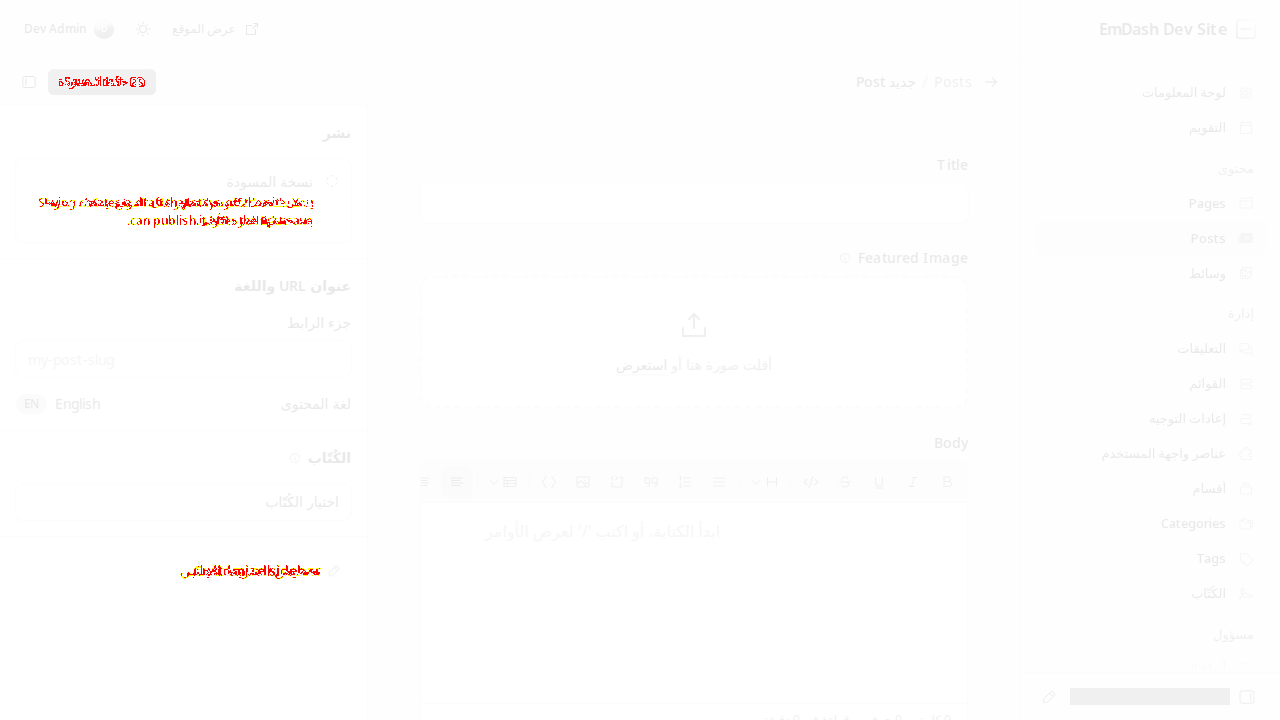 EmDash Dev Site
عرض الموقع
Dev Admin
لوحة المعلومات
التقويم
محتوى
Pages
Posts
وسائط
إدارة
التعليقات
القوائم
إعادات التوجيه
عناصر واجهة المستخدم
أقسام
Categories
Tags
الكُتّاب
مسؤول
Posts / جديد Post
Title
Featured Image
أفلت صورة هنا أو استعرض
Body
ابدأ الكتابة، أو اكتب '/' لعرض الأوامر
نشر
نسخة المسودة
can publish it
عنوان URL واللغة
جزء الرابط
my-post-slug
لغة المحتوى
English
EN
الكُتّاب
اختيار الكُتّاب